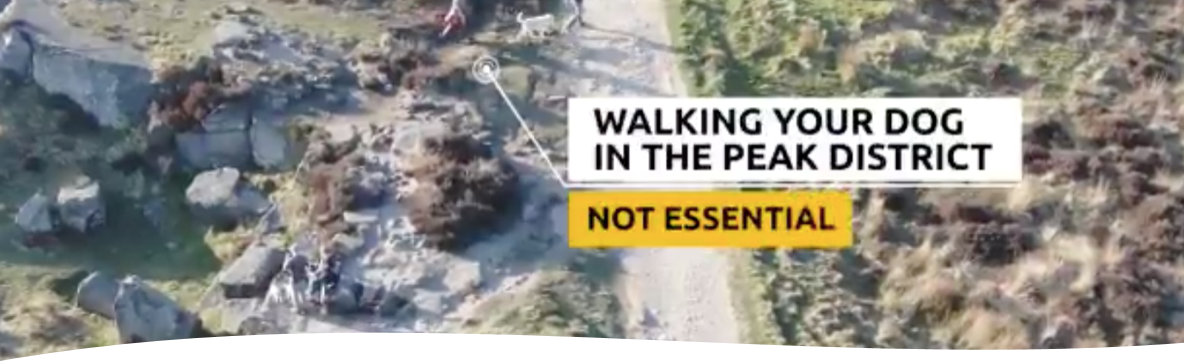 WALKING YOUR DOG
IN THE PEAK DISTRICT
NOT ESSENTIAL